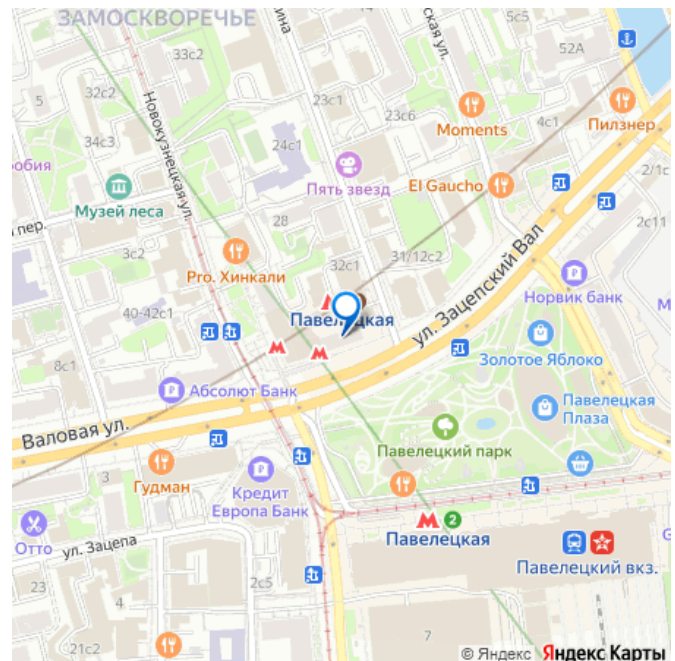 ЗАМОСКВОРЕЧЬЕ
5с5
33с2
52А
32с2
5
23с1
23с6
Moments
4с1
Пилзнер
34с3
24с1
Новокузнецкая ул.
Пять звезд
El Gaucho
Музей леса
2с11
пер.
28
3с2
31/12с2
32с1
Pro. Хинкали
ул. Зацепский Вал
Норвик банк
40-42с1
Павелецкая
Золотое Яблоко
8с1
Абсолют Банк
Павелецкая
Плаза
Валовая ул.
Павелецкий парк
3
Гудман
Кредит
Европа Банк
2
Павелецкая
Отто
ул. Зацепа
Павелецкий вкз.
2с5
23
4
7
21с2
© Яндекс Яндекс Карты